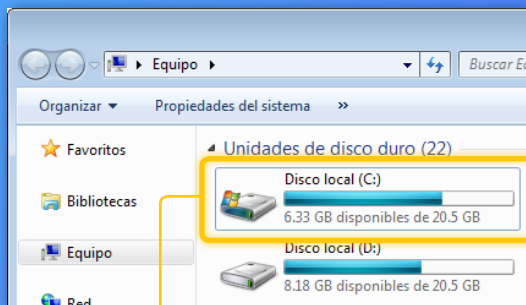 Equipo
Buscar
Organizar
Propiedades del sistema
»
Favoritos
Unidades de disco duro (22)
Disco local (C:)
6.33 GB disponibles de 20.5 GB
Bibliotecas
Equipo
Disco local (D:)
8.18 GB disponibles de 20.5 GB
Red